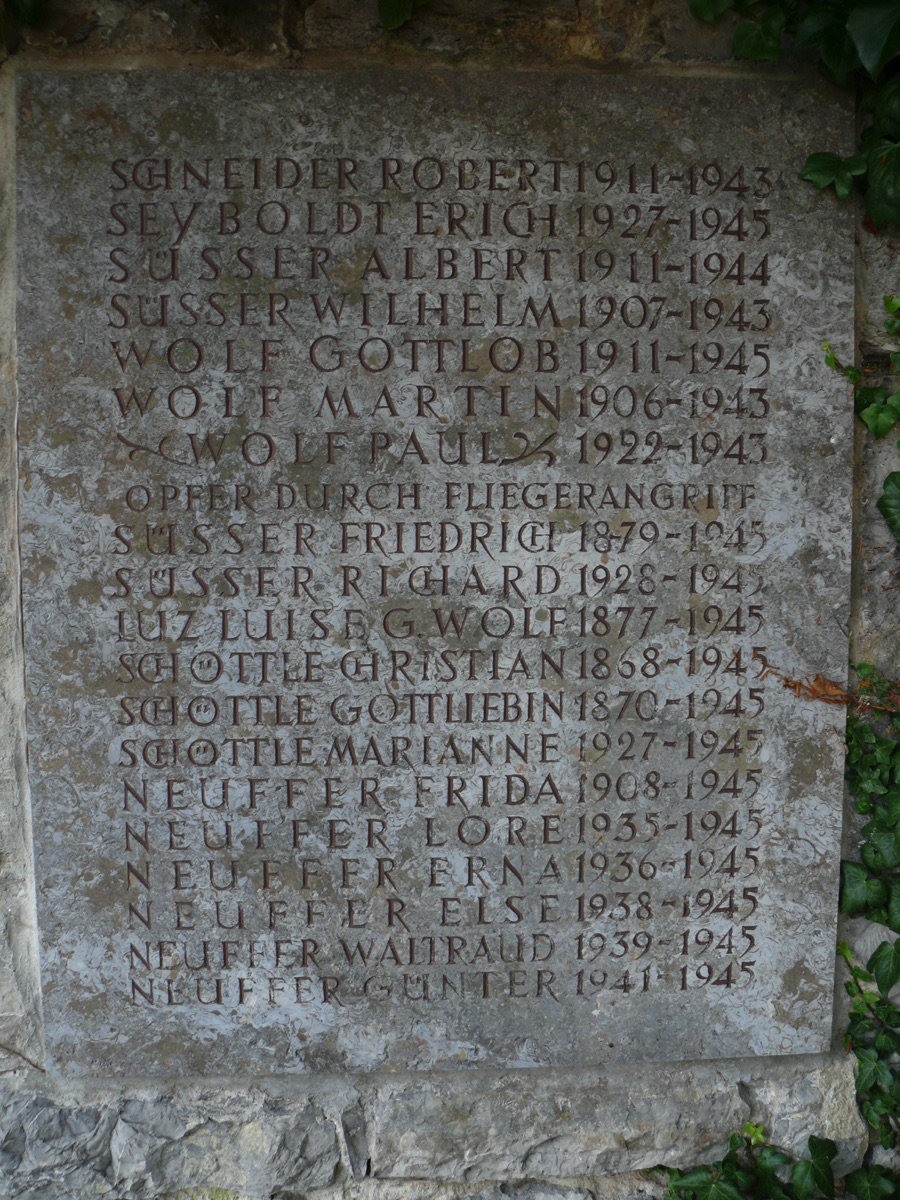 SCHNEIDER ROBERT 1911-1943
SEYBOLDT ERICH 1927-1945
SÜSSER ALBERT 1911-1944
SÜSSER WILHELM 1907-1943
WOLF GOTTLOB 1911-1945
WOLF MARTIN 1906-1943
WOLF PAUL 1922-1943
OPFER DURCH FLIEGERANGRIFF
SÜSSER FRIEDRICH 1879-1945
SÜSSER RICHARD 1928-1945
LUZ LUISE G. WOLF 1877-1945
SCHÖTTLE CHRISTIAN 1868-1945
SCHÖTTLE GOTTLIEBIN 1870-1945
SCHÖTTLE MARIANNE 1927-1945
NEUFFER FRIDA 1908-1945
NEUFFER LORE 1935-1945
NEUFFER ERNA 1936-1945
NEUFFER ELSE 1938-1945
NEUFFER WALTRAUD 1939-1945
NEUFFER GÜNTER 1941-1945